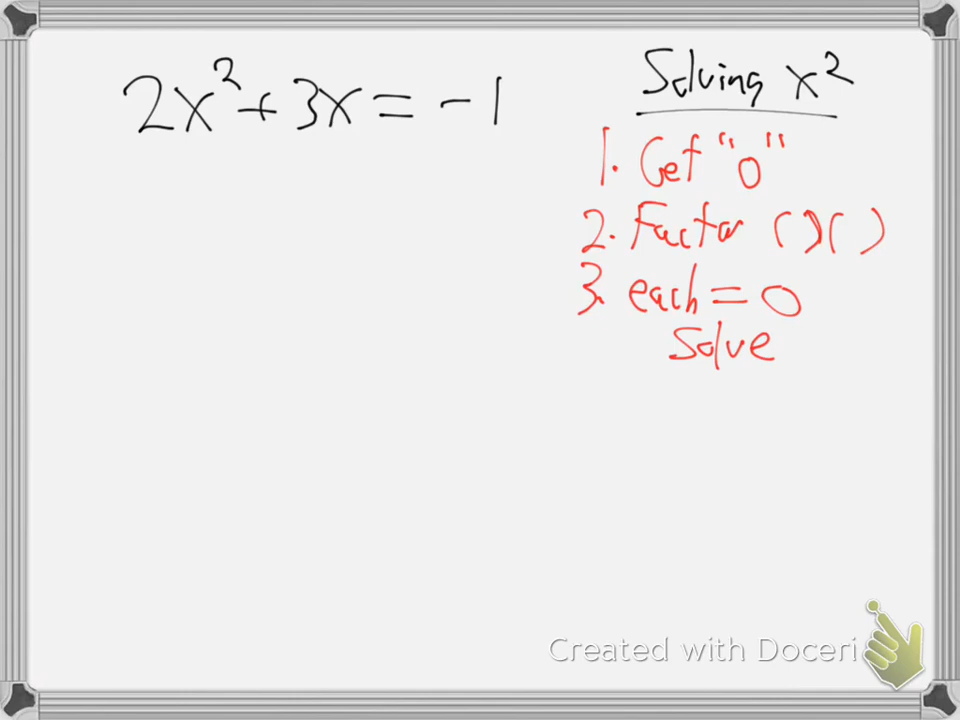 2x² + 3x = -1
Solving x²
1. Get "0"
2. Factor ( )( )
3. each = 0
Solve
Created with Doceri